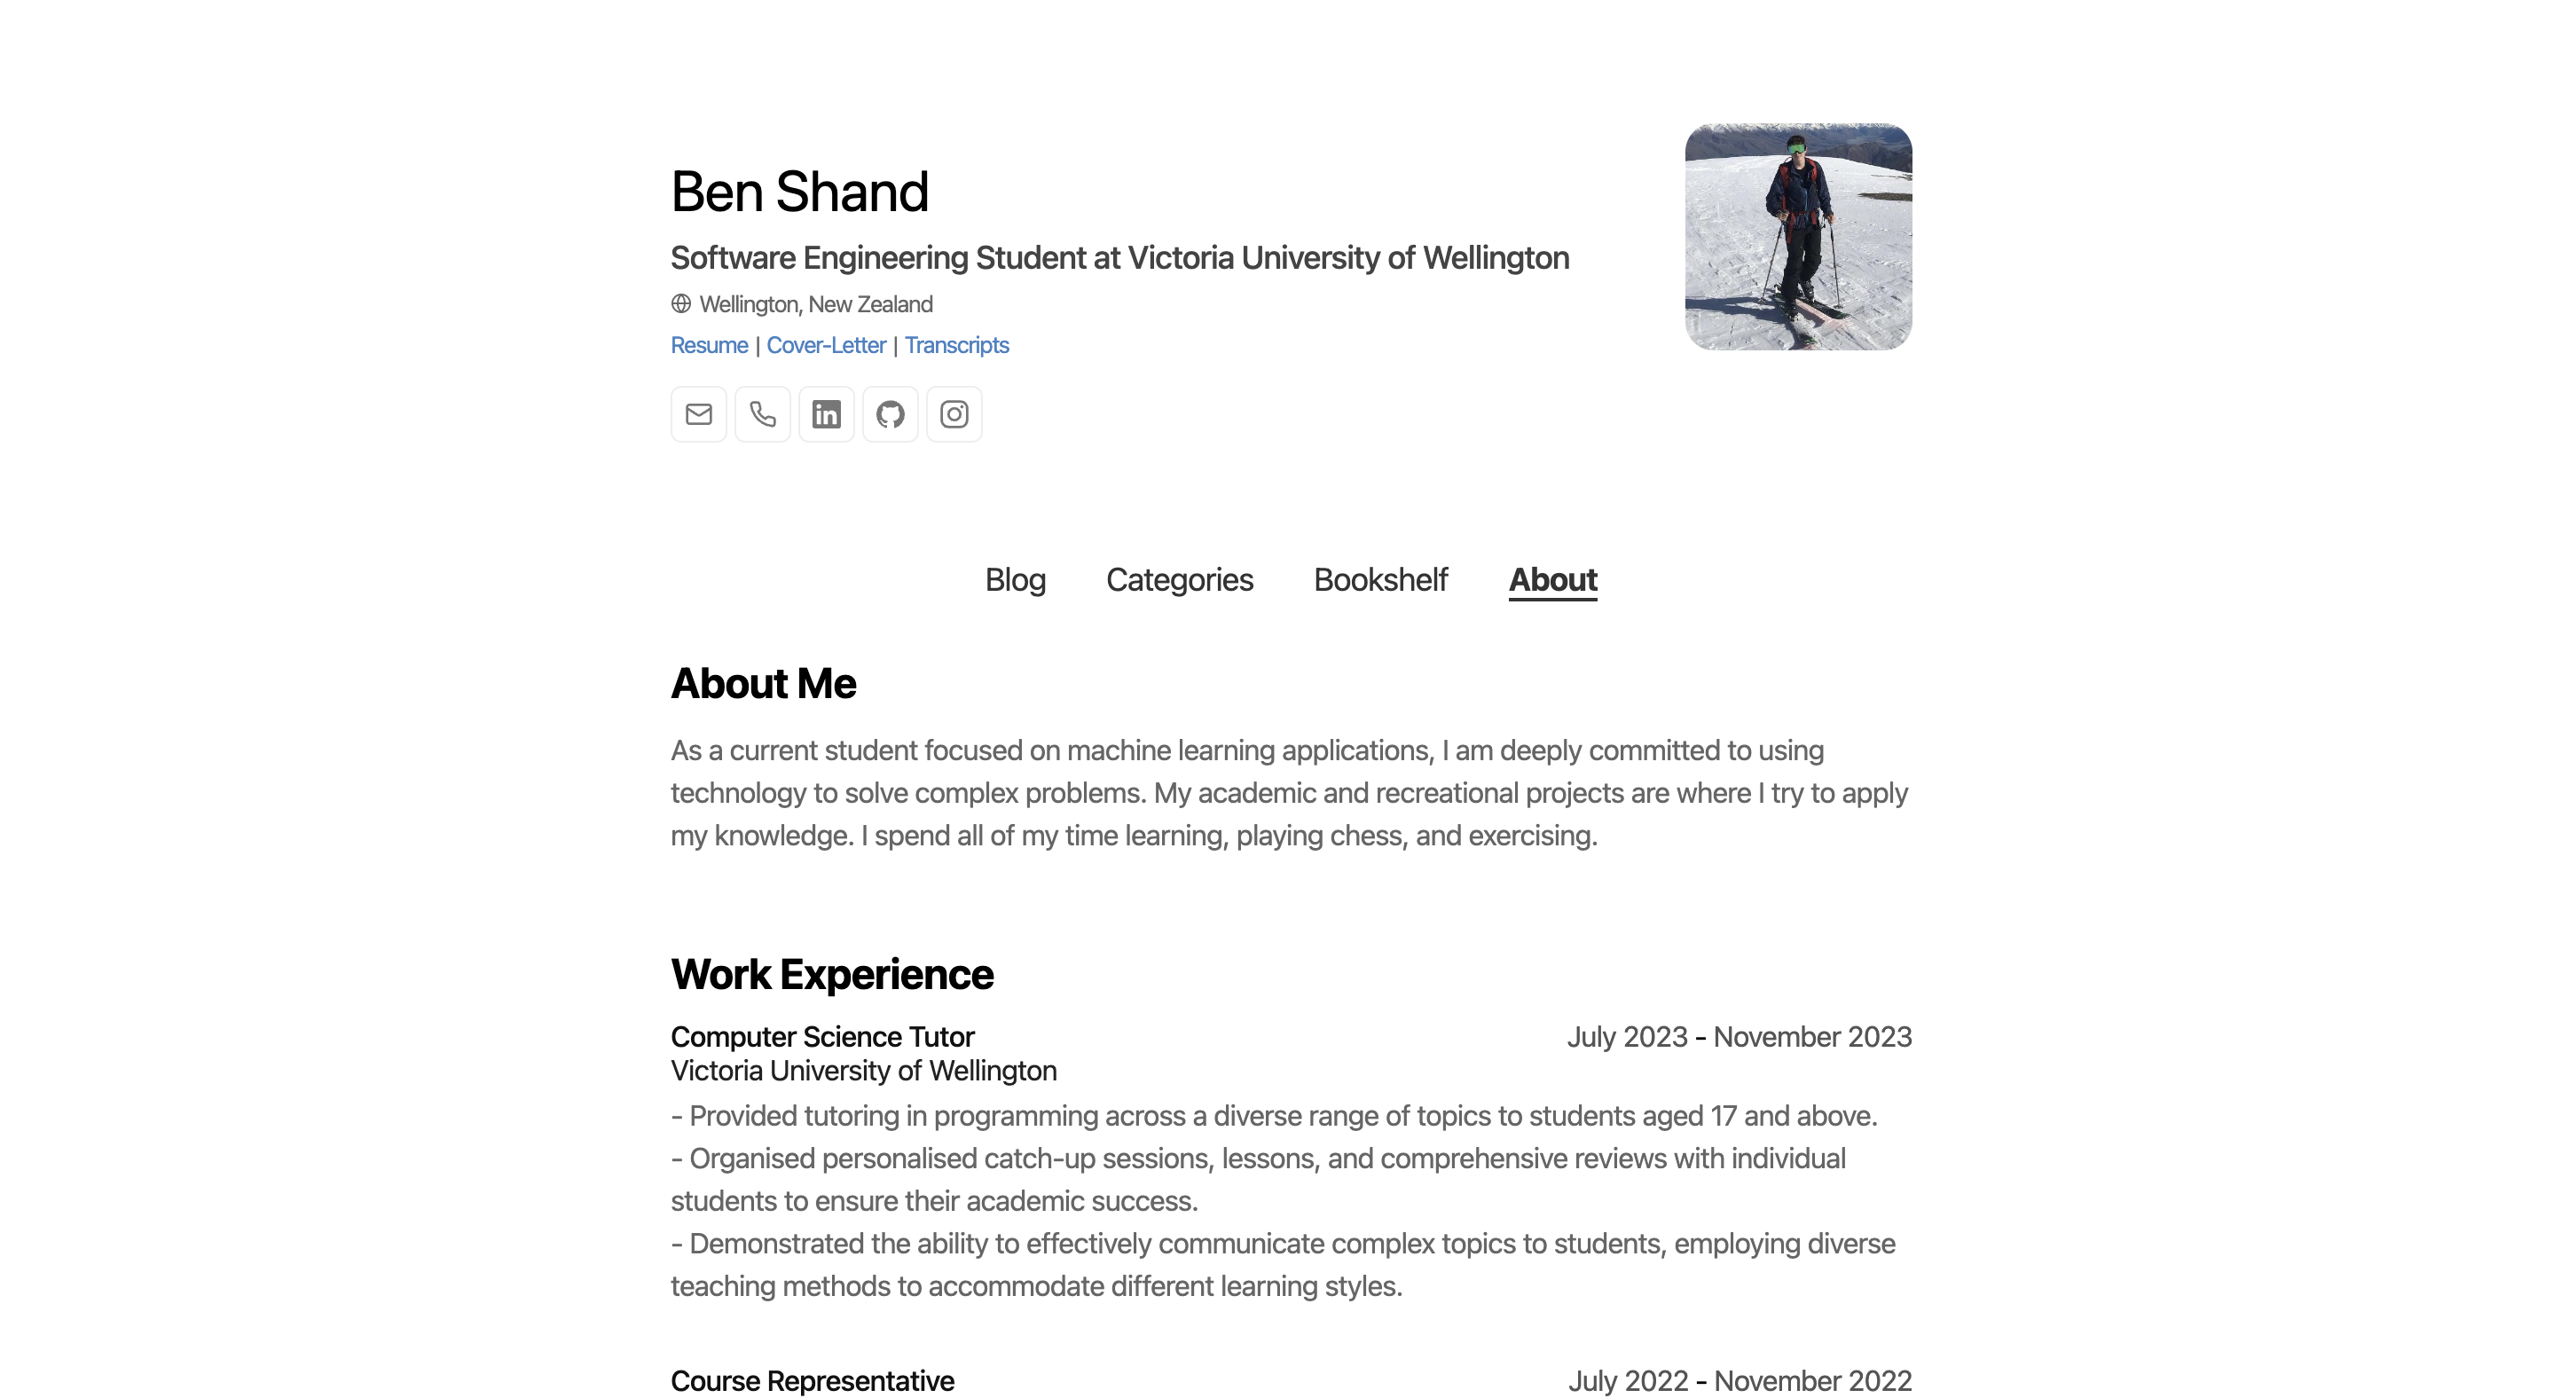 Ben Shand
Software Engineering Student at Victoria University of Wellington
Wellington, New Zealand
Resume | Cover-Letter | Transcripts
in
Blog Categories Bookshelf About
About Me
As a current student focused on machine learning applications, I am deeply committed to using
technology to solve complex problems. My academic and recreational projects are where I try to apply
my knowledge. I spend all of my time learning, playing chess, and exercising.
Work Experience
Computer Science Tutor July 2023 - November 2023
Victoria University of Wellington
- Provided tutoring in programming across a diverse range of topics to students aged 17 and above.
- Organised personalised catch-up sessions, lessons, and comprehensive reviews with individual
students to ensure their academic success.
- Demonstrated the ability to effectively communicate complex topics to students, employing diverse
teaching methods to accommodate different learning styles.
Course Representative July 2022 - November 2022